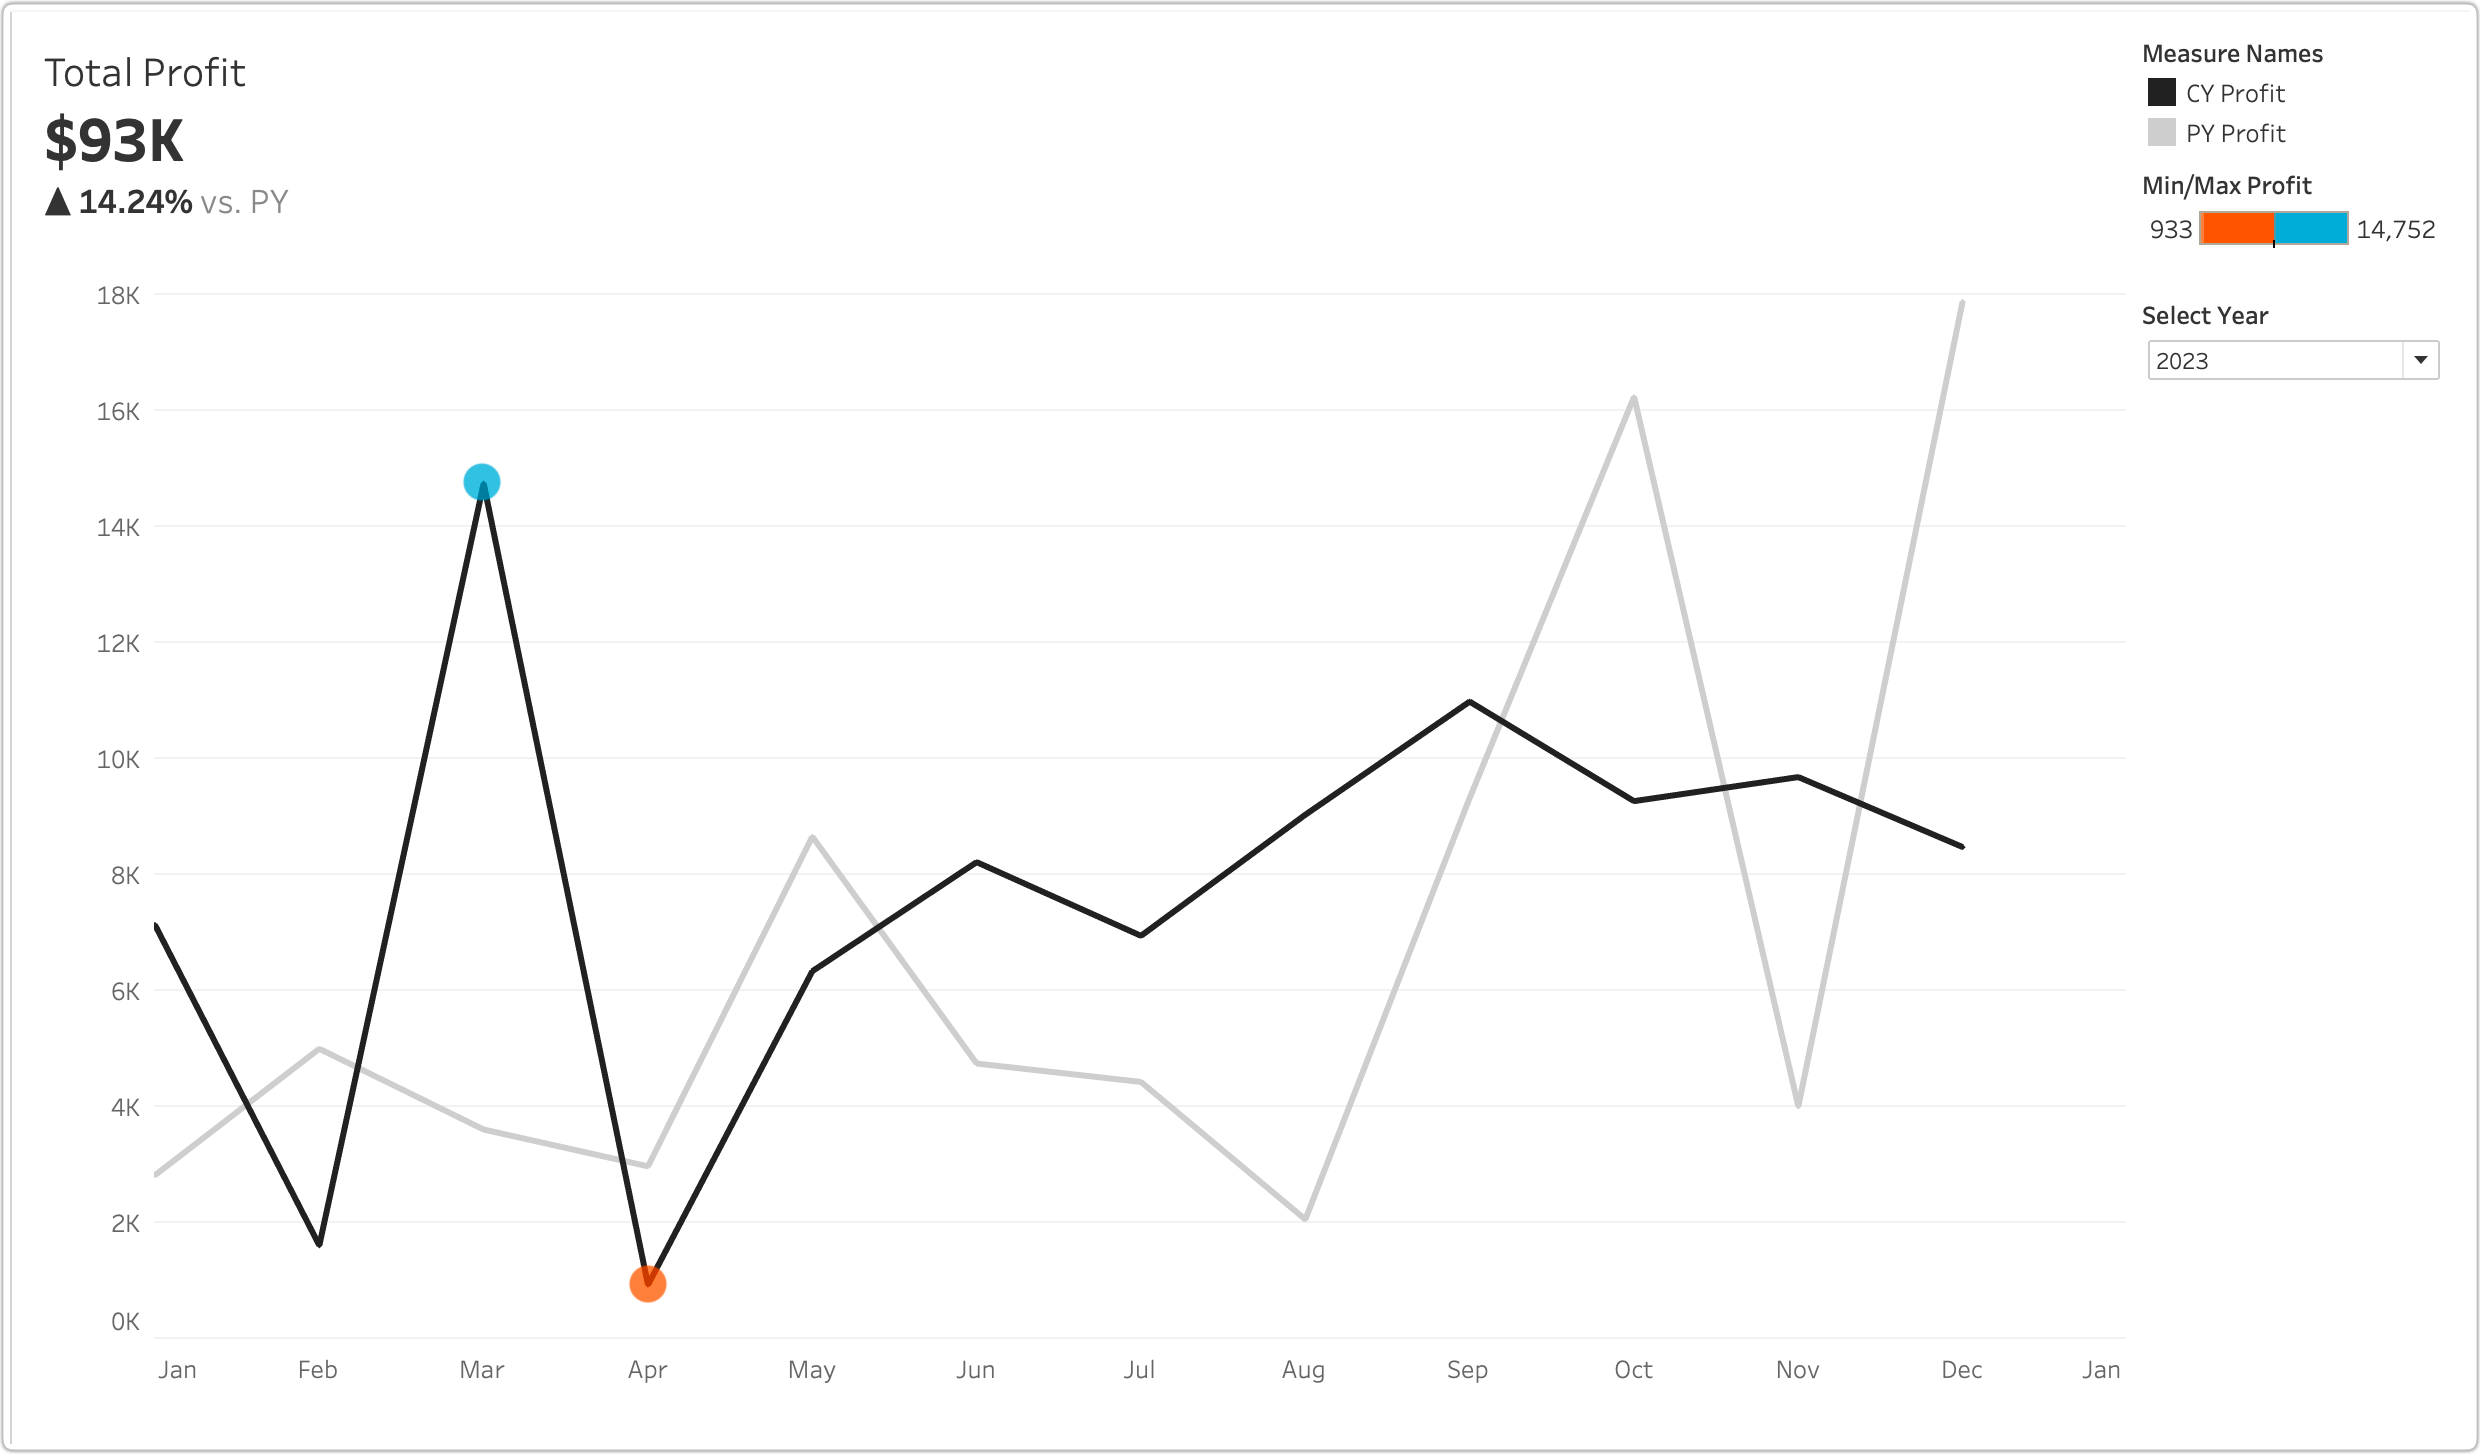 Total Profit
$93K
▲ 14.24% vs. PY
Measure Names
CY Profit
PY Profit
Min/Max Profit
933 14,752
Select Year
2023
18K
16K
14K
12K
10K
8K
6K
4K
2K
0K
Jan Feb Mar Apr May Jun Jul Aug Sep Oct Nov Dec Jan